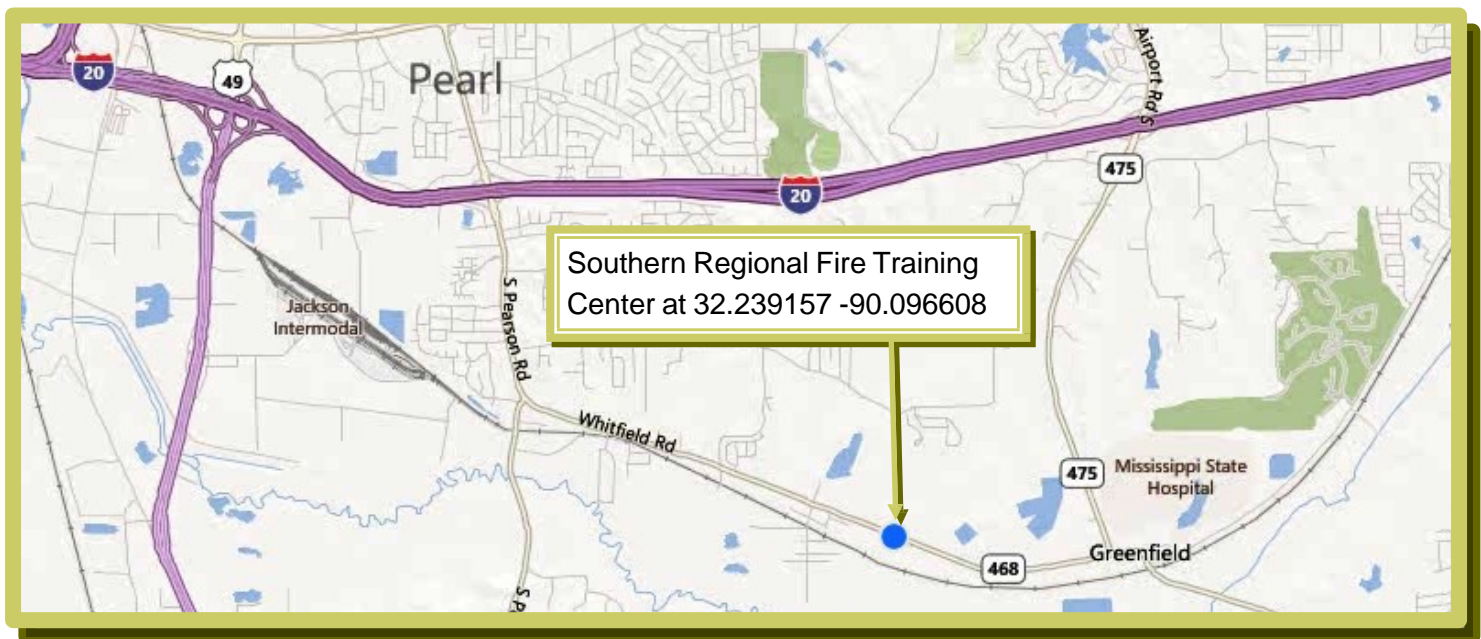 20
49
Pearl
Airport Rd S
475
20
Southern Regional Fire Training
Center at 32.239157 -90.096608
Jackson
Intermodal
S Pearson Rd
Whitfield Rd
475
Mississippi State
Hospital
Greenfield
468
S P